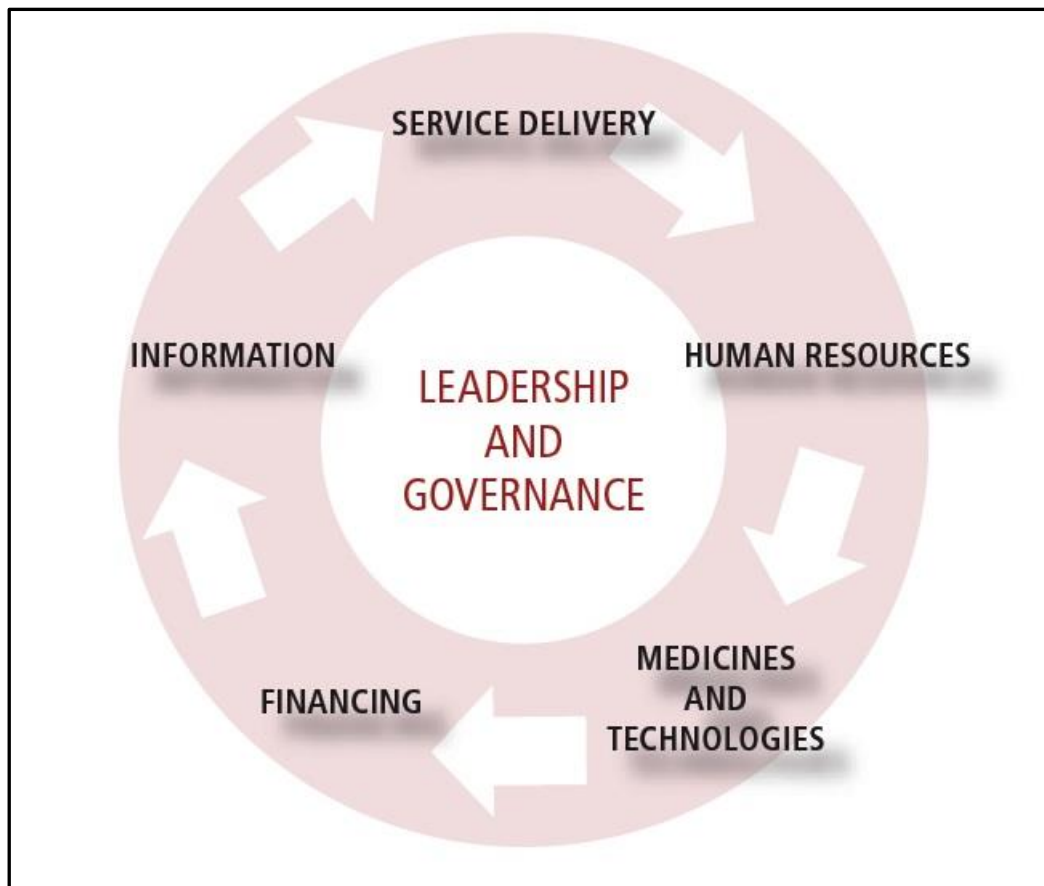 SERVICE DELIVERY
INFORMATION
HUMAN RESOURCES
LEADERSHIP
AND
GOVERNANCE
MEDICINES
AND
TECHNOLOGIES
FINANCING